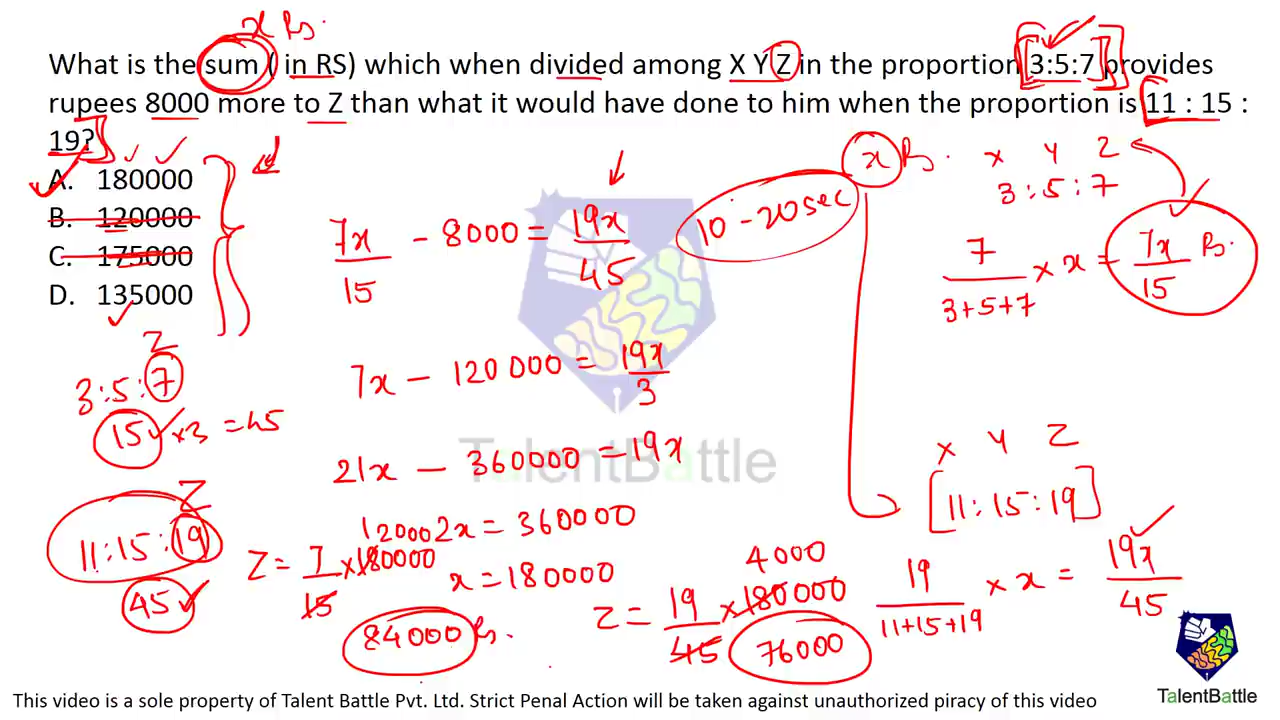 x Rs.
What is the sum ( in RS) which when divided among X Y Z in the proportion 3:5:7 provides
rupees 8000 more to Z than what it would have done to him when the proportion is 11 : 15 :
19?
A. 180000
B. 120000
C. 175000
D. 135000
Z
3:5:7
15 ×3 =45
Z
11:15:19
45
7x/15 - 8000 = 19x/45
10-20sec
7x - 120000 = 19x/3
21x - 360000 = 19x
2x = 360000
x = 180000
12000
Z = 7/15 × 180000
84000 Rs.
4000
Z = 19/45 × 180000
76000
x Rs.
X Y Z
3:5:7
7/3+5+7 × x = 7x/15 Rs.
X Y Z
[11:15:19]
19/11+15+19 × x = 19x/45
TalentBattle
TalentBattle
This video is a sole property of Talent Battle Pvt. Ltd. Strict Penal Action will be taken against unauthorized piracy of this video